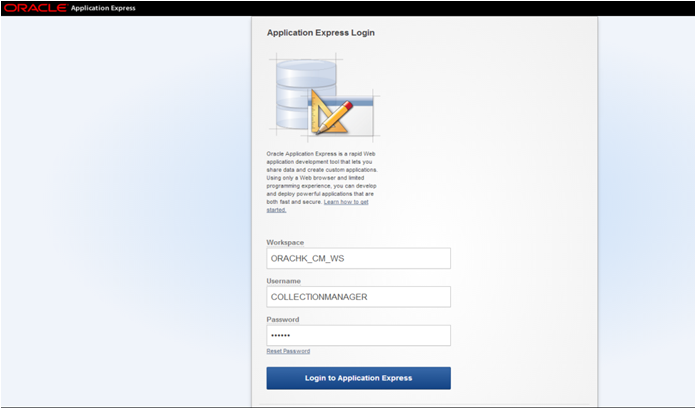 ORACLE Application Express
Application Express Login
Oracle Application Express is a rapid Web
application development tool that lets you
share data and create custom applications.
Using only a Web browser and limited
programming experience, you can develop
and deploy powerful applications that are
both fast and secure. Learn how to get
started.
Workspace
ORACHK_CM_WS
Username
COLLECTIONMANAGER
Password
••••••
Reset Password
Login to Application Express